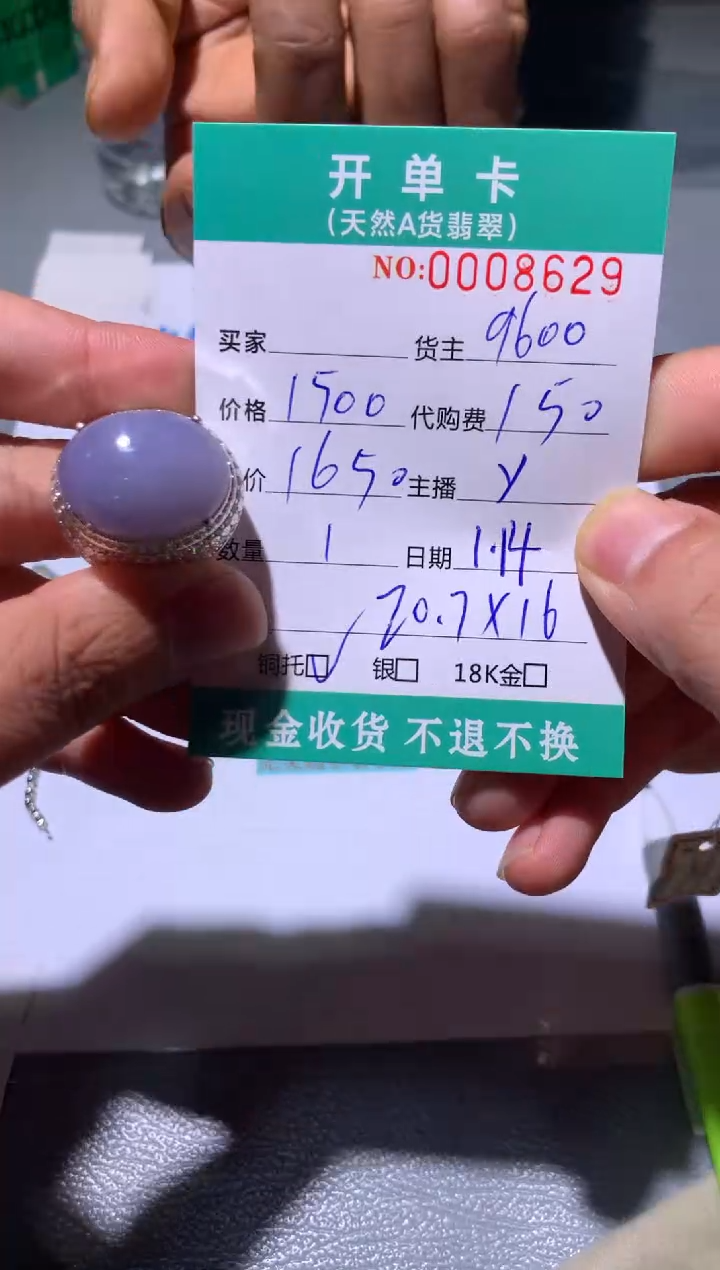 开单卡
(天然A货翡翠)
NO:0008629
买家 货主 9600
价格 1500 代购费 150
价 1650 主播 y
数量 1 日期 1.14
20.7X16
铜托☑ 银□ 18K金□
现金收货 不退不换